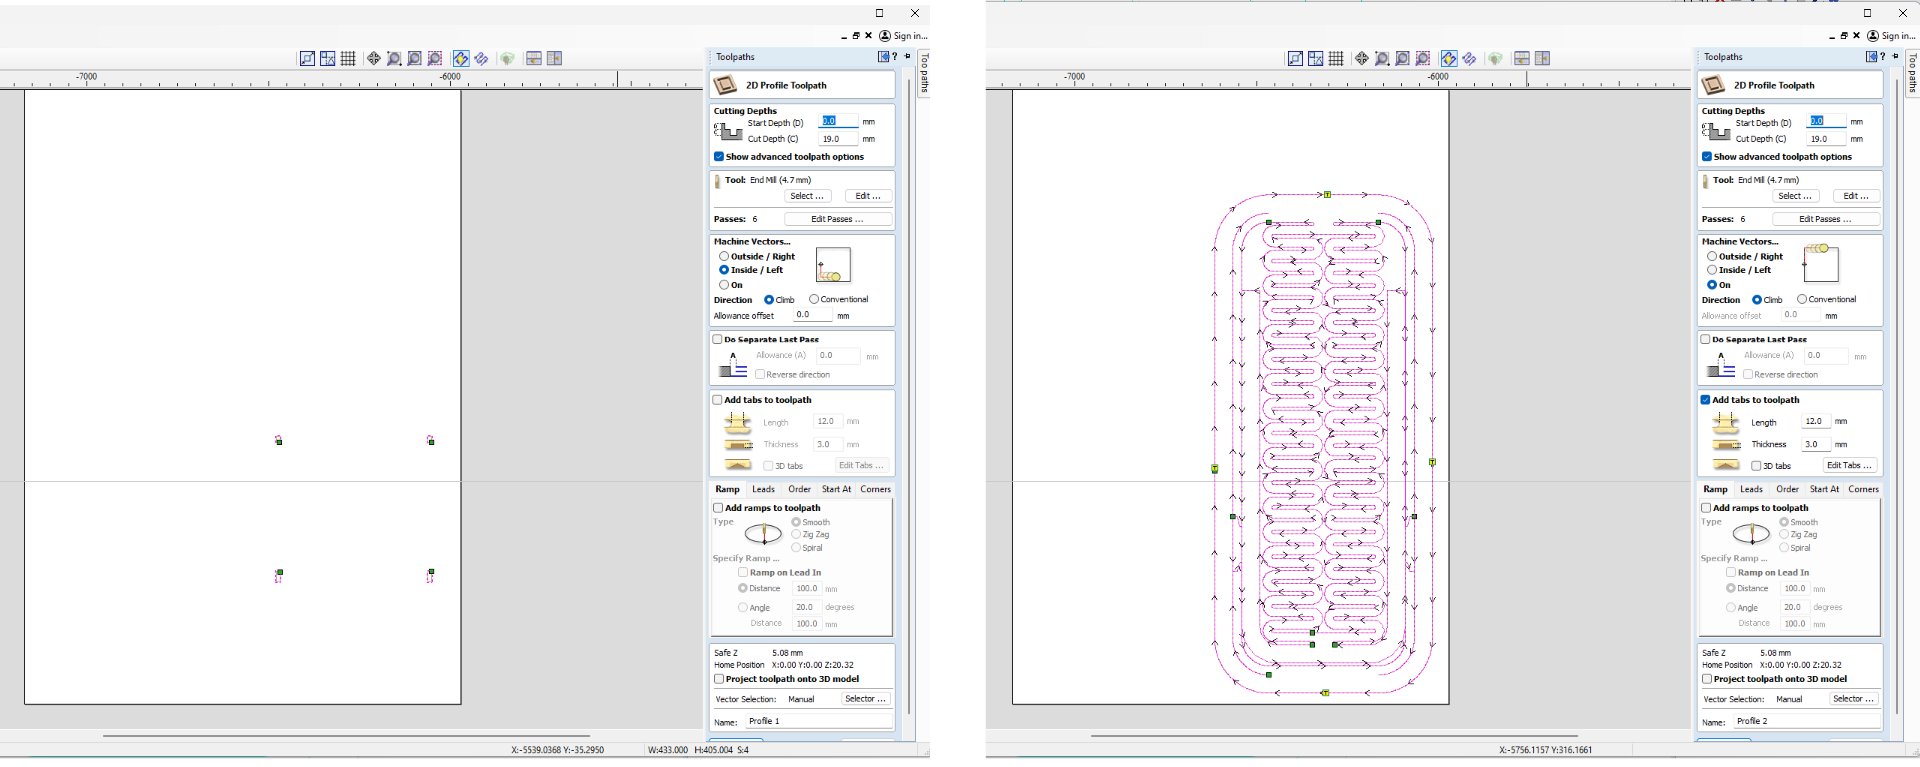 Sign in...
Toolpaths
?
-7000
-6000
2D Profile Toolpath
Cutting Depths
Start Depth (D) 0.0 mm
Cut Depth (C) 19.0 mm
Show advanced toolpath options
Tool: End Mill (4.7 mm)
Select ... Edit ...
Passes: 6 Edit Passes ...
Machine Vectors...
Outside / Right
Inside / Left
On
Direction Climb Conventional
Allowance offset 0.0 mm
Do Separate Last Pass
A
Allowance (A) 0.0 mm
Reverse direction
Add tabs to toolpath
Length 12.0 mm
Thickness 3.0 mm
3D tabs Edit Tabs ...
Ramp Leads Order Start At Corners
Add ramps to toolpath
Type Smooth
Zig Zag
Spiral
Specify Ramp ...
Ramp on Lead In
Distance 100.0 mm
Angle 20.0 degrees
Distance 100.0 mm
Safe Z 5.08 mm
Home Position X:0.00 Y:0.00 Z:20.32
Project toolpath onto 3D model
Vector Selection: Manual Selector ...
Name: Profile 1
X:-5539.0368 Y:-35.2950 W:433.000 H:405.004 S:4
Toolpaths
Sign in...
Toolpaths
?
-7000
-6000
2D Profile Toolpath
Cutting Depths
Start Depth (D) 0.0 mm
Cut Depth (C) 19.0 mm
Show advanced toolpath options
Tool: End Mill (4.7 mm)
Select ... Edit ...
Passes: 6 Edit Passes ...
Machine Vectors...
Outside / Right
Inside / Left
On
Direction Climb Conventional
Allowance offset 0.0 mm
Do Separate Last Pass
A
Allowance (A) 0.0 mm
Reverse direction
Add tabs to toolpath
Length 12.0 mm
Thickness 3.0 mm
3D tabs Edit Tabs ...
Ramp Leads Order Start At Corners
Add ramps to toolpath
Type Smooth
Zig Zag
Spiral
Specify Ramp ...
Ramp on Lead In
Distance 100.0 mm
Angle 20.0 degrees
Distance 100.0 mm
Safe Z 5.08 mm
Home Position X:0.00 Y:0.00 Z:20.32
Project toolpath onto 3D model
Vector Selection: Manual Selector ...
Name: Profile 2
X:-5756.1157 Y:316.1661
Toolpaths
T
T
T
T